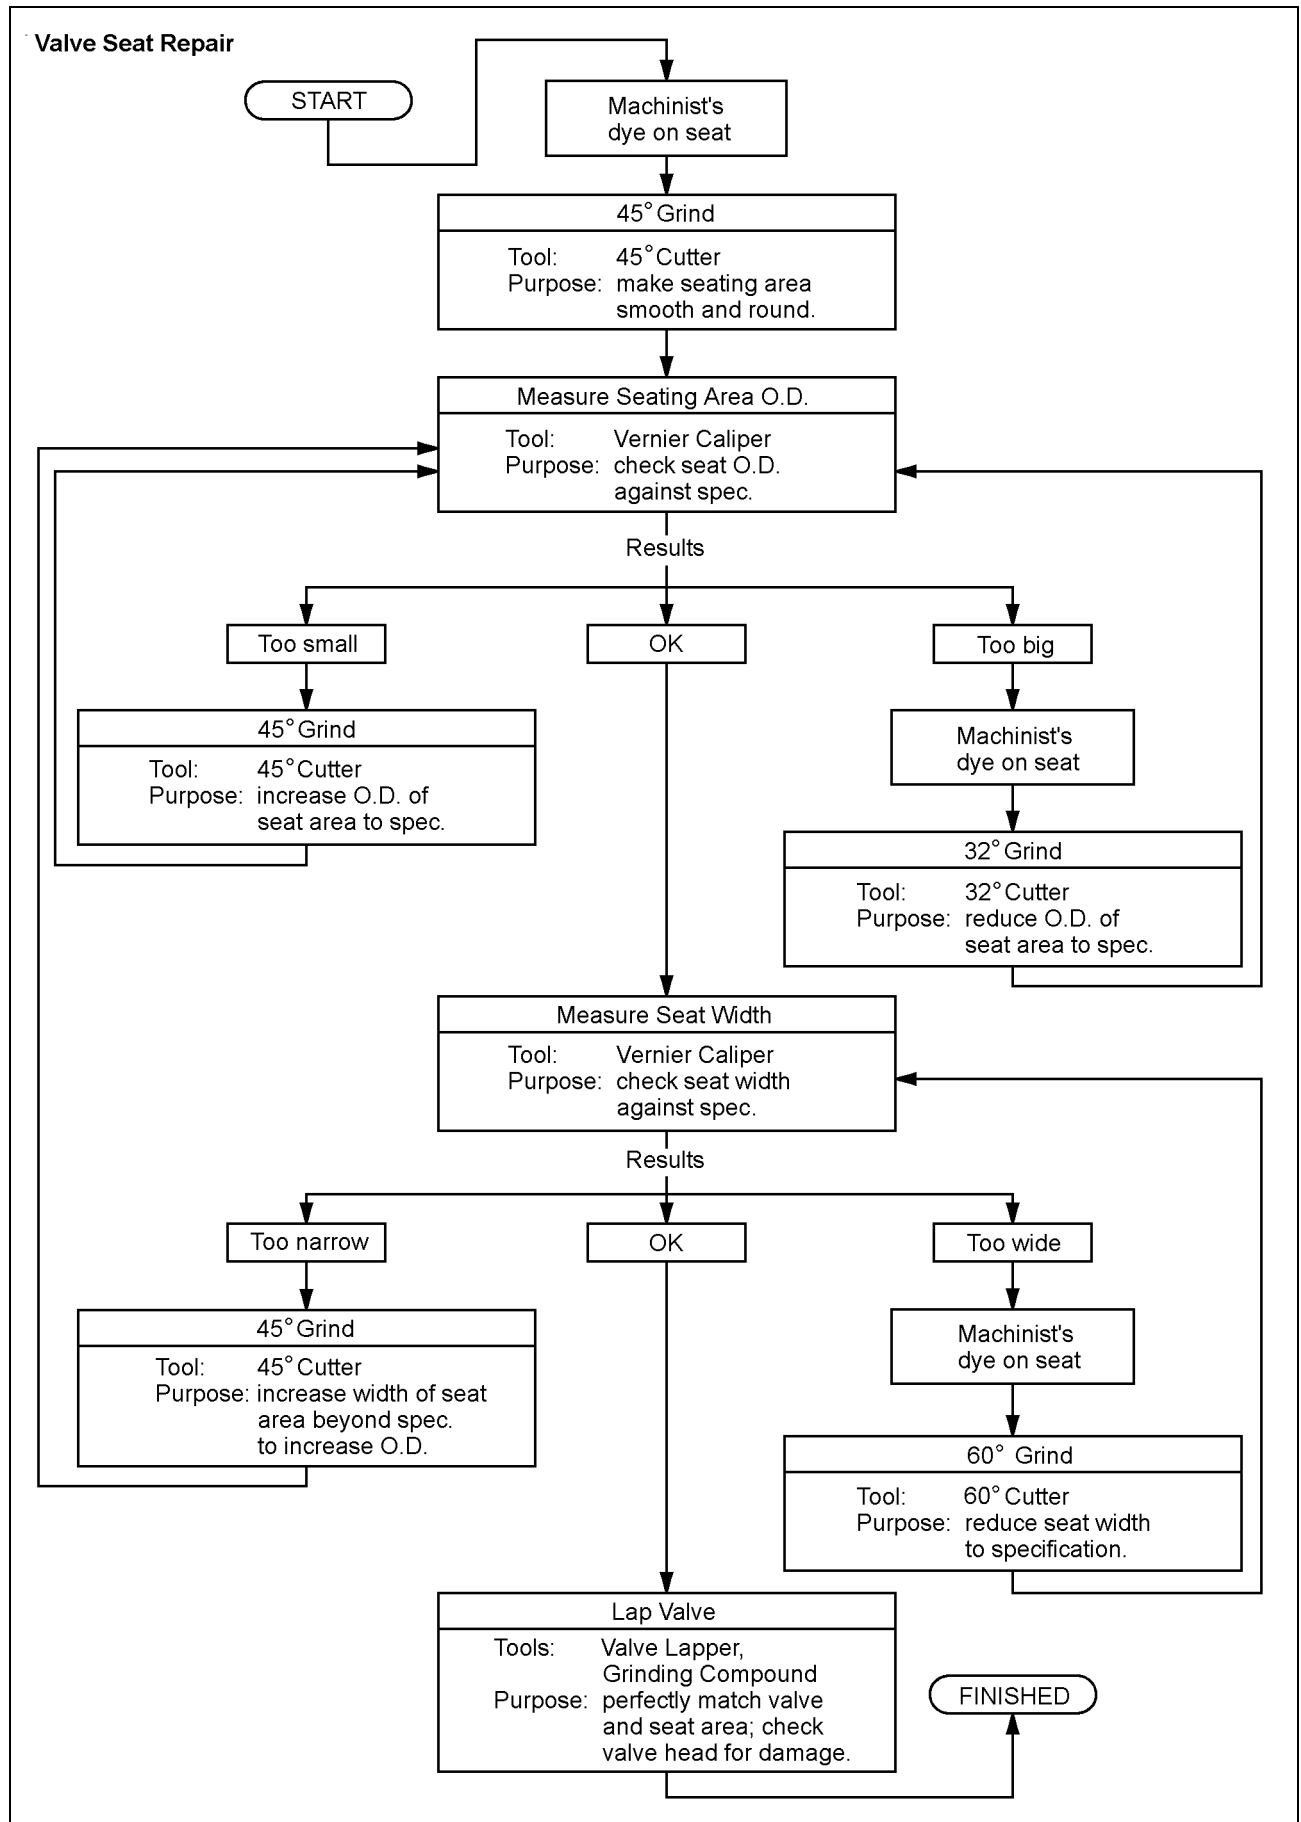 Valve Seat Repair
START
Machinist's
dye on seat
45° Grind
Tool: 45° Cutter
Purpose: make seating area
smooth and round.
Measure Seating Area O.D.
Tool: Vernier Caliper
Purpose: check seat O.D.
against spec.
Results
Too small
OK
Too big
45° Grind
Tool: 45° Cutter
Purpose: increase O.D. of
seat area to spec.
Machinist's
dye on seat
32° Grind
Tool: 32° Cutter
Purpose: reduce O.D. of
seat area to spec.
Measure Seat Width
Tool: Vernier Caliper
Purpose: check seat width
against spec.
Results
Too narrow
OK
Too wide
45° Grind
Tool: 45° Cutter
Purpose: increase width of seat
area beyond spec.
to increase O.D.
Machinist's
dye on seat
60° Grind
Tool: 60° Cutter
Purpose: reduce seat width
to specification.
Lap Valve
Tools: Valve Lapper,
Grinding Compound
Purpose: perfectly match valve
and seat area; check
valve head for damage.
FINISHED